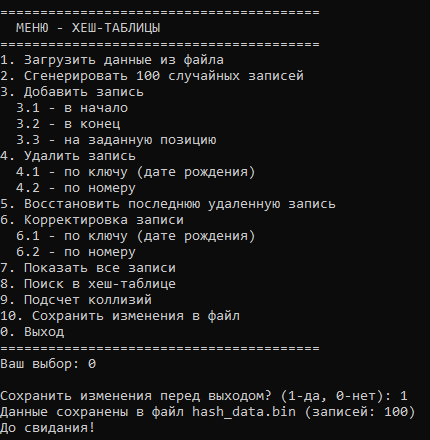 ========================================
  МЕНЮ - ХЕШ-ТАБЛИЦЫ
========================================
1. Загрузить данные из файла
2. Сгенерировать 100 случайных записей
3. Добавить запись
  3.1 - в начало
  3.2 - в конец
  3.3 - на заданную позицию
4. Удалить запись
  4.1 - по ключу (дате рождения)
  4.2 - по номеру
5. Восстановить последнюю удаленную запись
6. Корректировка записи
  6.1 - по ключу (дате рождения)
  6.2 - по номеру
7. Показать все записи
8. Поиск в хеш-таблице
9. Подсчет коллизий
10. Сохранить изменения в файл
0. Выход
========================================
Ваш выбор: 0

Сохранить изменения перед выходом? (1-да, 0-нет): 1
Данные сохранены в файл hash_data.bin (записей: 100)
До свидания!